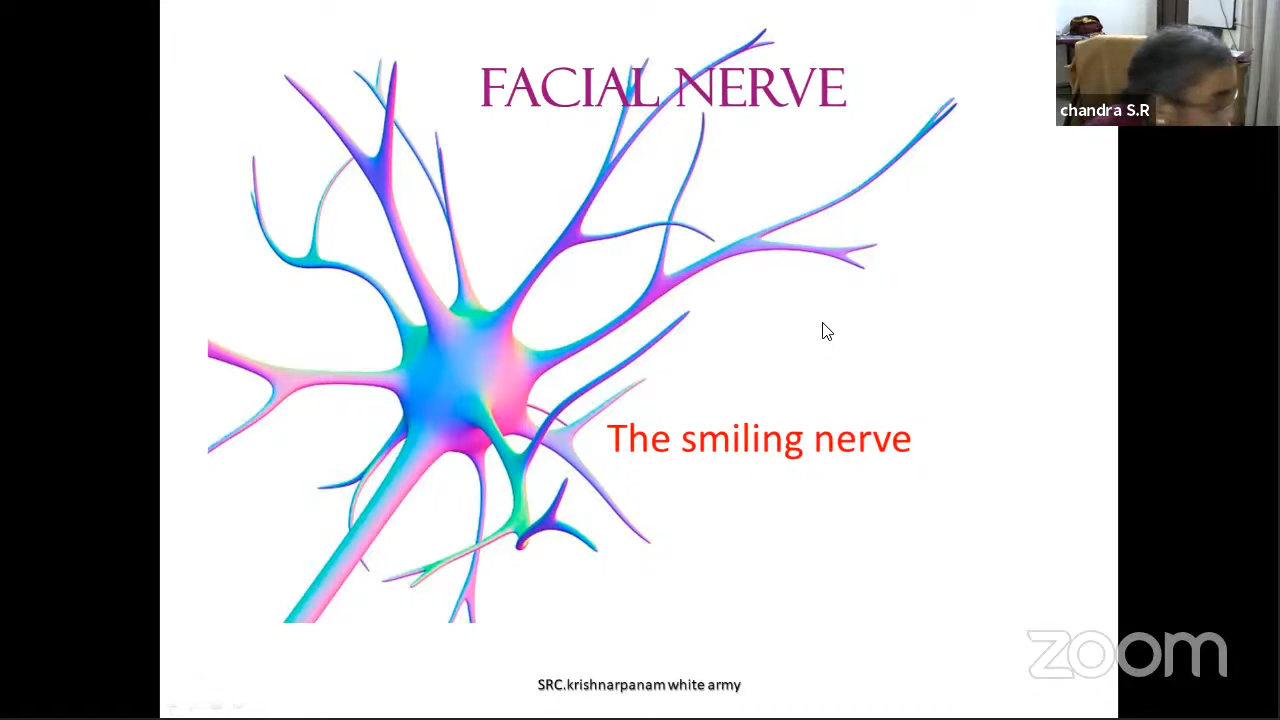 FACIAL NERVE
chandra S.R
The smiling nerve
zoom
SRC.krishnarpanam white army